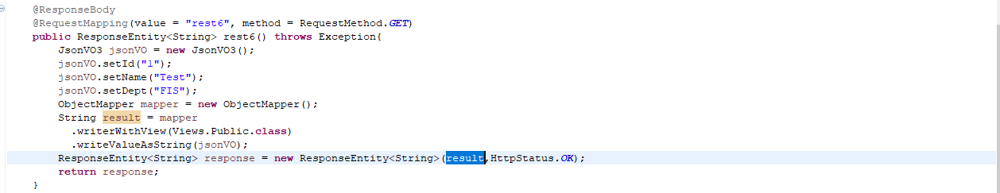 @ResponseBody
@RequestMapping(value = "rest6", method = RequestMethod.GET)
public ResponseEntity<String> rest6() throws Exception{
JsonVO3 jsonVO = new JsonVO3();
jsonVO.setId("1");
jsonVO.setName("Test");
jsonVO.setDept("FIS");
ObjectMapper mapper = new ObjectMapper();
String result = mapper
.writerWithView(Views.Public.class)
.writeValueAsString(jsonVO);
ResponseEntity<String> response = new ResponseEntity<String>(result,HttpStatus.OK);
return response;
}